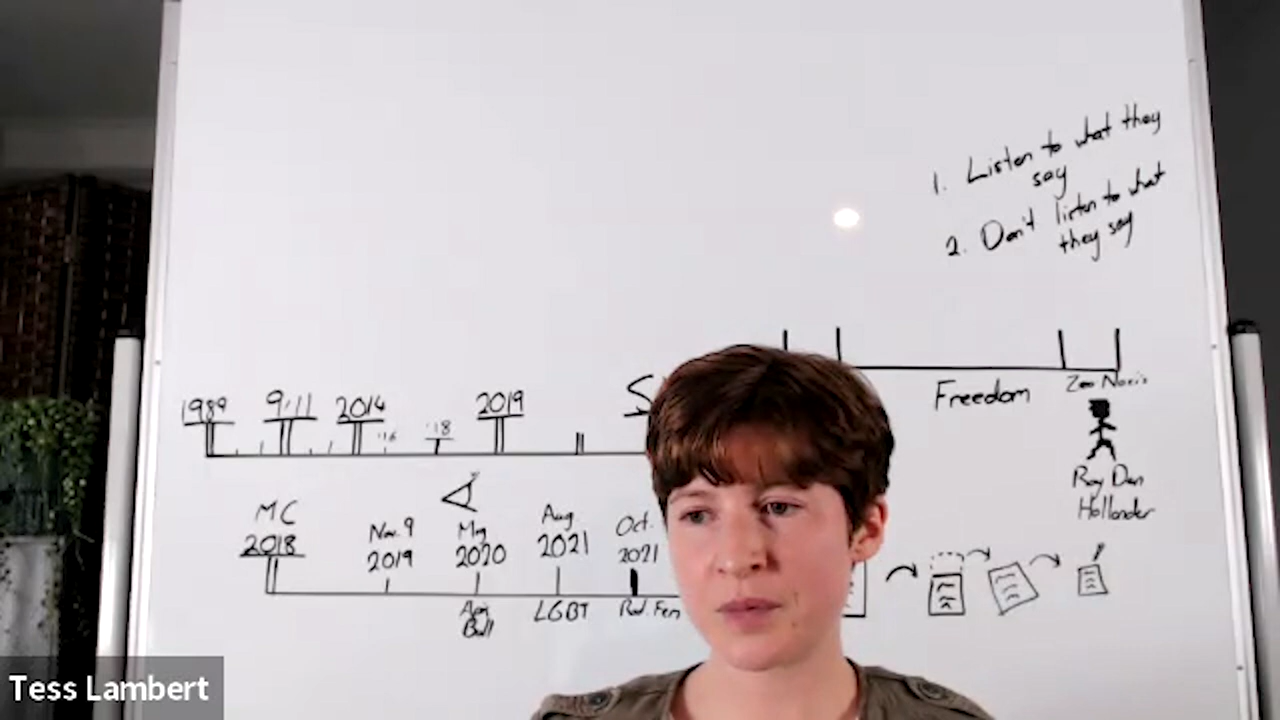 1. Listen to what they
say
2. Don't listen to what
they say
1989
9.11
2014
'16
'18
2019
Freedom
Roy Den
Hollander
MC
2018
Nov. 9
2019
May
2020
Aug
2021
LGBT
Oct.
2021
Rad. Fem
Tess Lambert